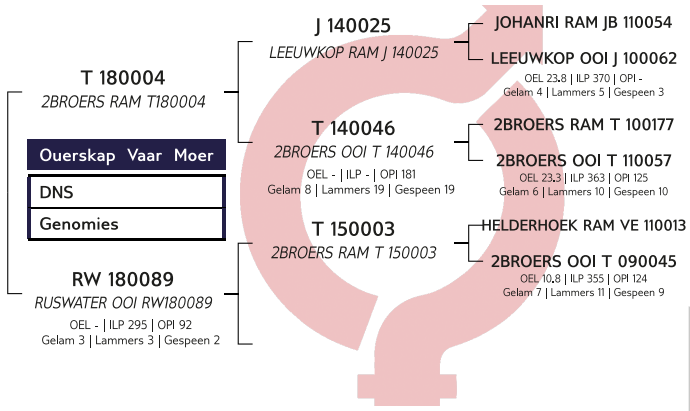 T 180004
2BROERS RAM T180004
Ouerskap Vaar Moer
DNS
Genomies
RW 180089
RUSWATER OOI RW180089
OEL - | ILP 295 | OPI 92
Gelam 3 | Lammers 3 | Gespeen 2
J 140025
LEEUWKOP RAM J 140025
T 140046
2BROERS OOI T 140046
OEL - | ILP - | OPI 181
Gelam 8 | Lammers 19 | Gespeen 19
T 150003
2BROERS RAM T 150003
JOHANRI RAM JB 110054
LEEUWKOP OOI J 100062
OEL 23.8 | ILP 370 | OPI -
Gelam 4 | Lammers 5 | Gespeen 3
2BROERS RAM T 100177
2BROERS OOI T 110057
OEL 23.3 | ILP 363 | OPI 125
Gelam 6 | Lammers 10 | Gespeen 10
HELDERHOEK RAM VE 110013
2BROERS OOI T 090045
OEL 10.8 | ILP 355 | OPI 124
Gelam 7 | Lammers 11 | Gespeen 9